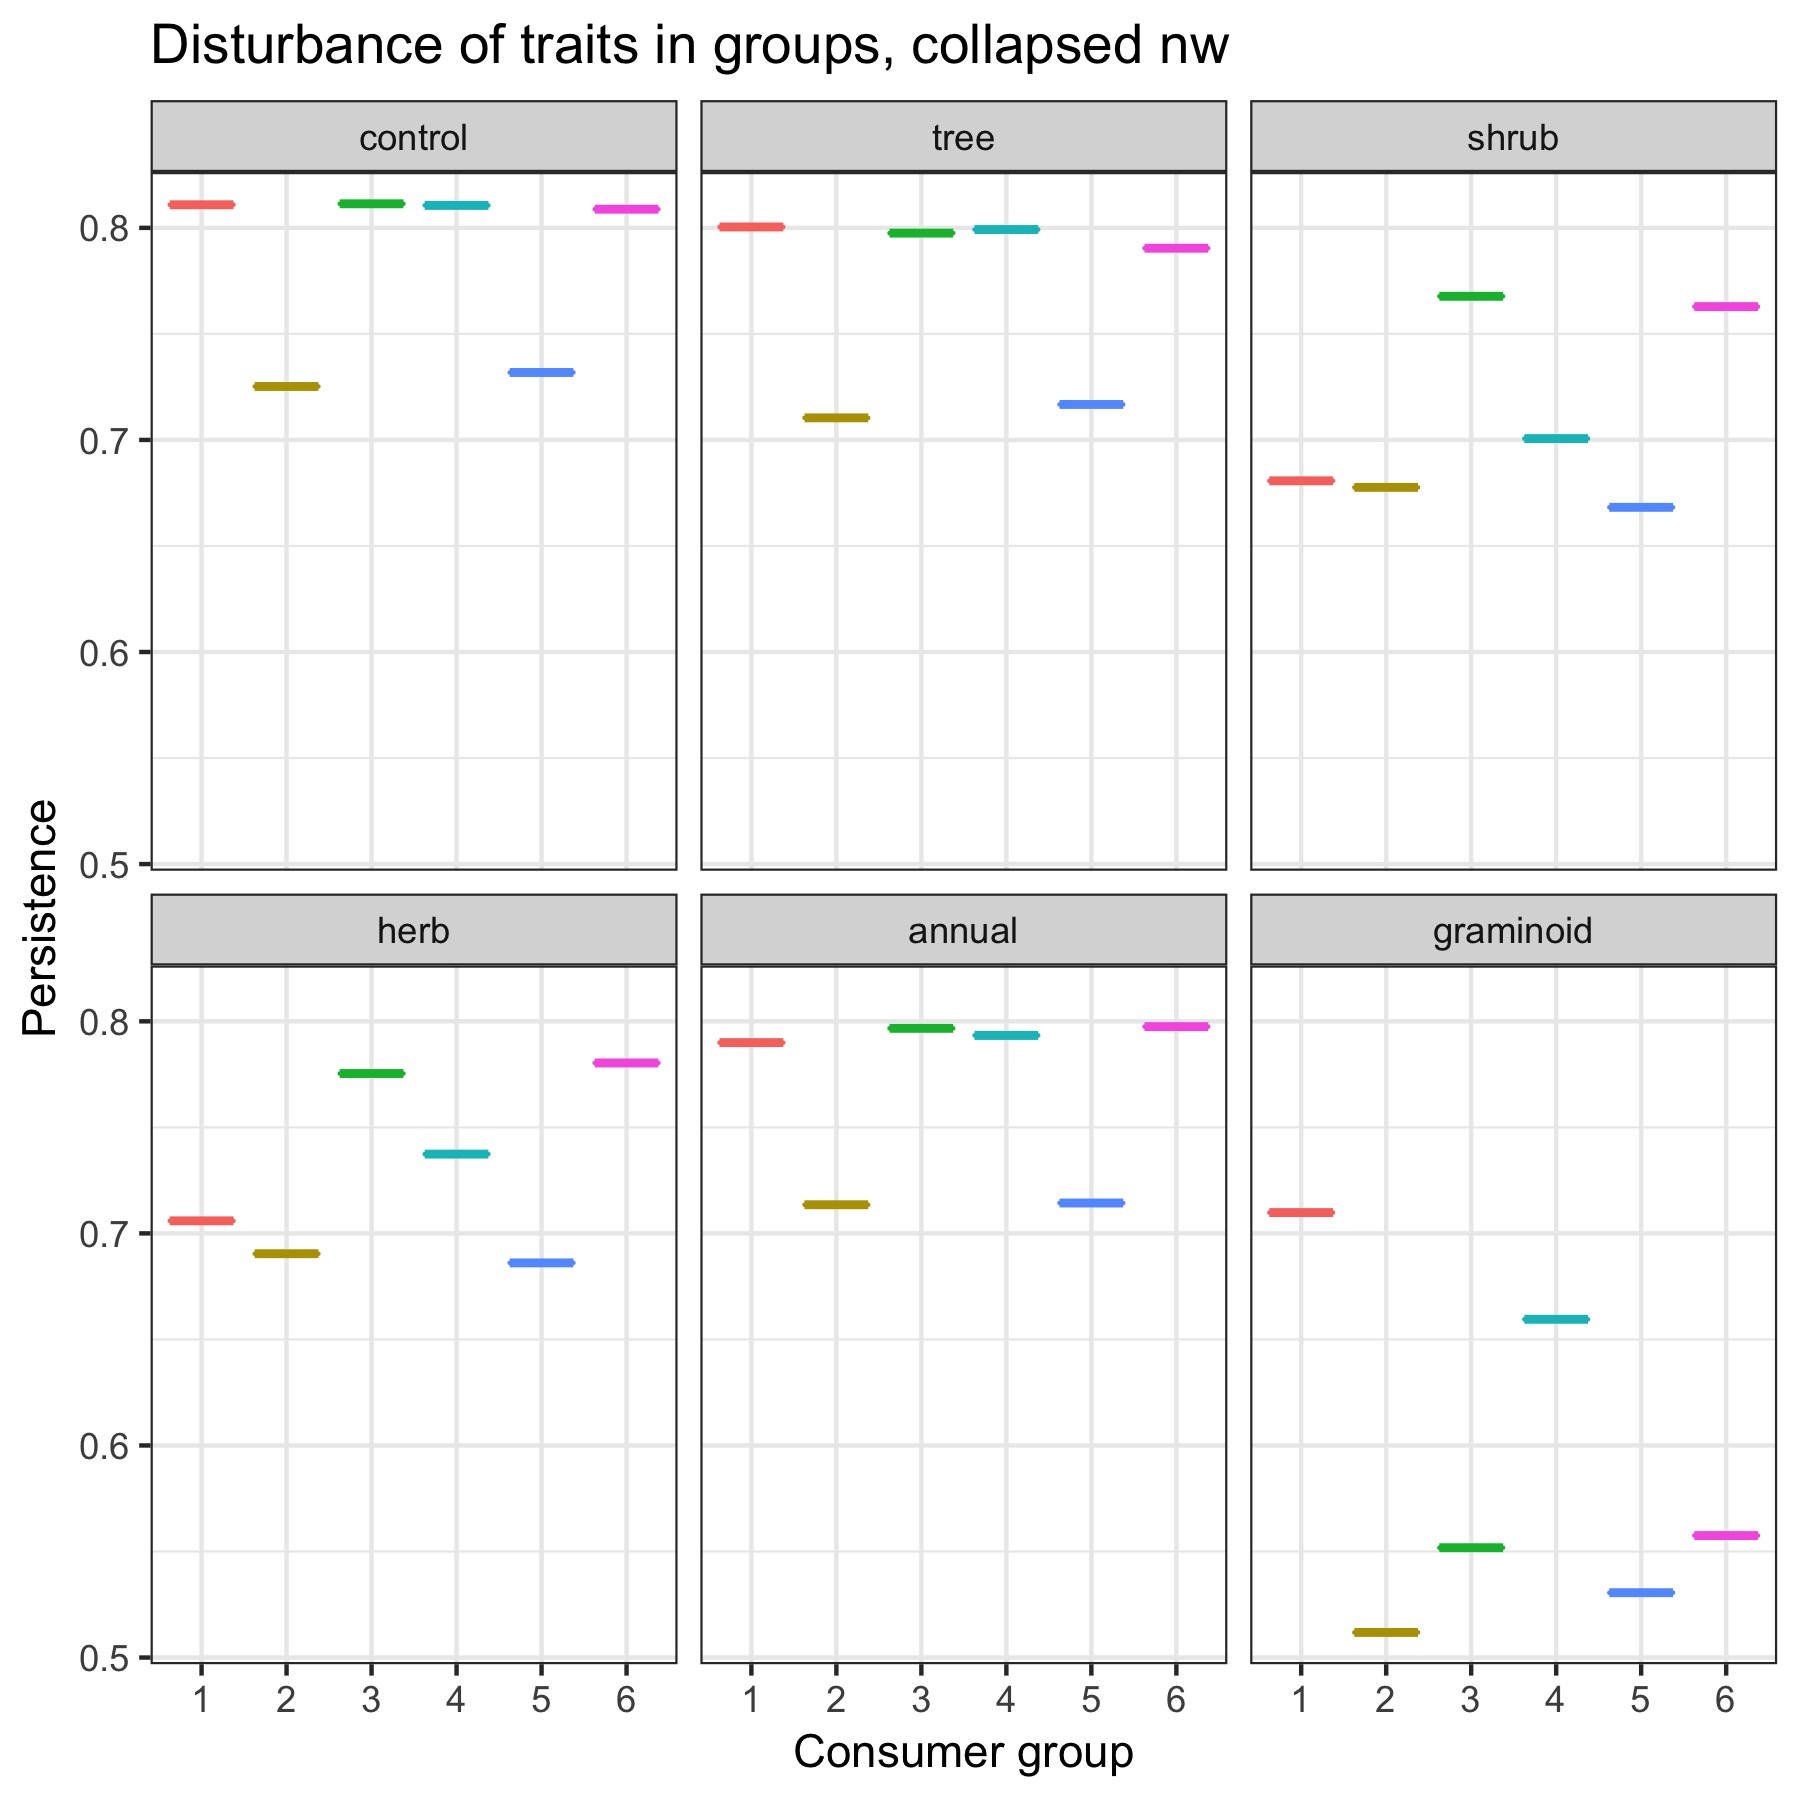 Disturbance of traits in groups, collapsed nw
control tree shrub
0.8
0.7
0.6
0.5
Persistence
herb annual graminoid
0.8
0.7
0.6
0.5
1 2 3 4 5 6 1 2 3 4 5 6 1 2 3 4 5 6
Consumer group